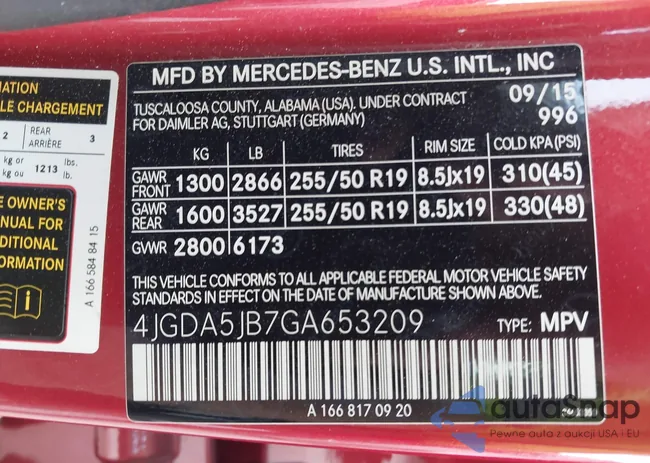 MATION
LE CHARGEMENT
2 REAR ARRIÈRE 3
kg or lbs.
kg ou 1213 lb.
E OWNER'S
ANUAL FOR
DDITIONAL
FORMATION
A 166 584 84 15
MFD BY MERCEDES-BENZ U.S. INTL., INC
TUSCALOOSA COUNTY, ALABAMA (USA). UNDER CONTRACT 09/15
FOR DAIMLER AG, STUTTGART (GERMANY) 996
KG LB TIRES RIM SIZE COLD KPA (PSI)
GAWR FRONT 1300 2866 255/50 R19 8.5Jx19 310(45)
GAWR REAR 1600 3527 255/50 R19 8.5Jx19 330(48)
GVWR 2800 6173
THIS VEHICLE CONFORMS TO ALL APPLICABLE FEDERAL MOTOR VEHICLE SAFETY
STANDARDS IN EFFECT ON THE DATE OF MANUFACTURE SHOWN ABOVE.
4JGDA5JB7GA653209 TYPE: MPV
A 166 817 09 20
autoSnap
Pewne auta z aukcji USA i EU